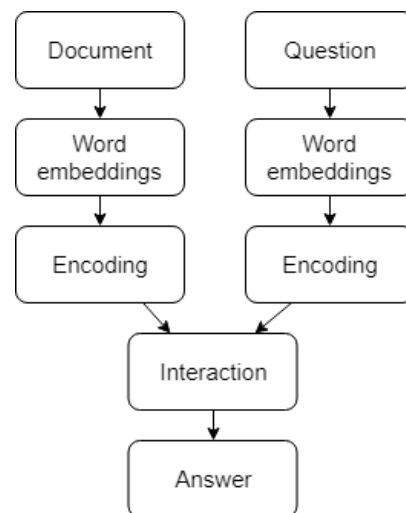 Document
Question
Word
embeddings
Word
embeddings
Encoding
Encoding
Interaction
Answer